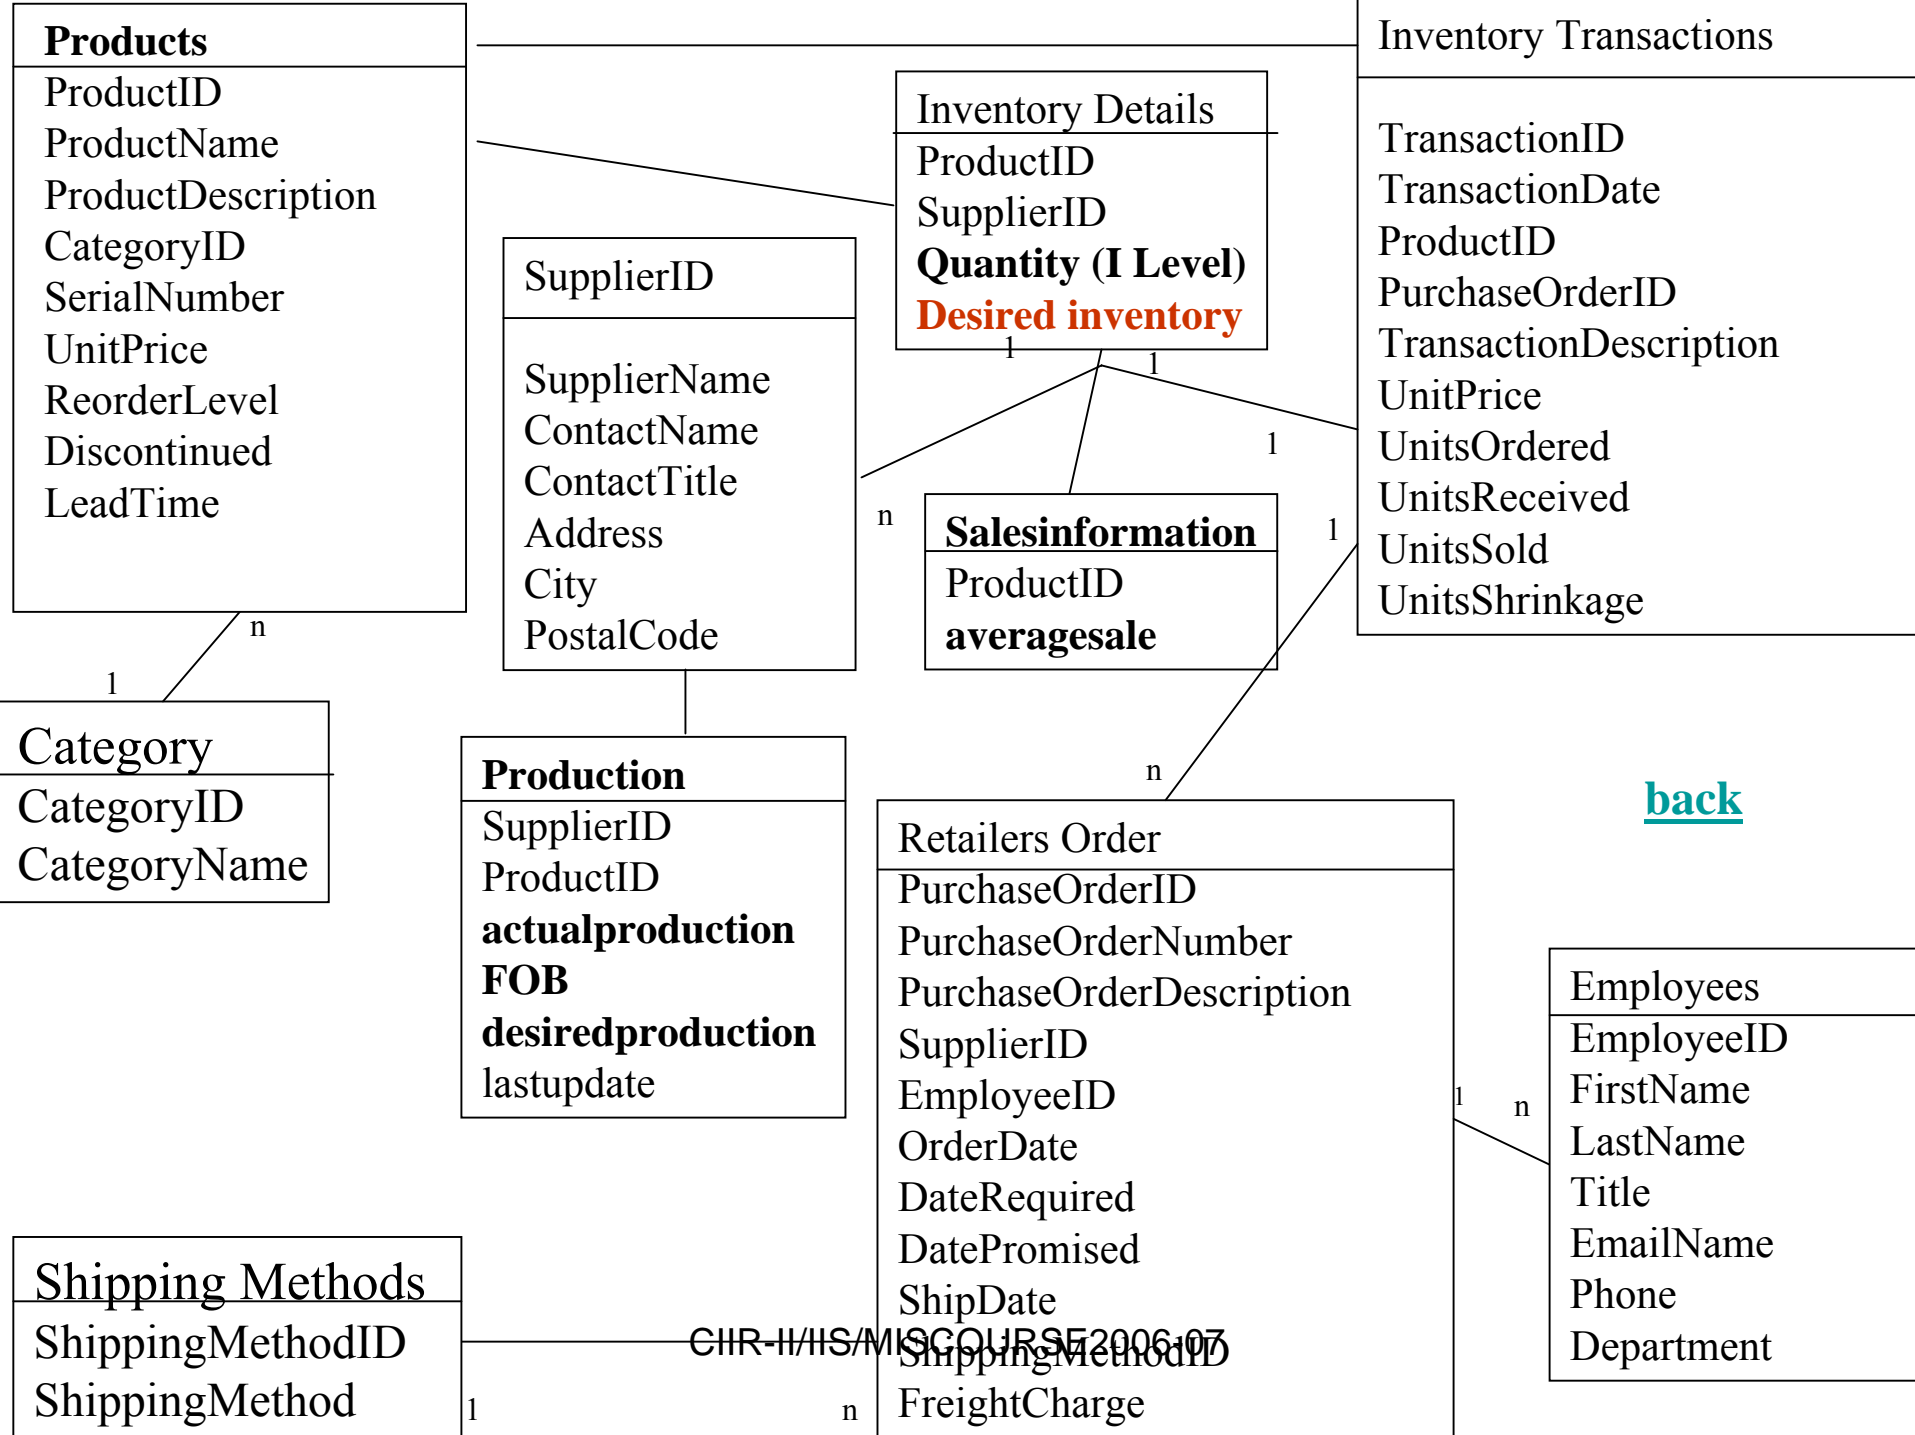 Products
ProductID
ProductName
ProductDescription
CategoryID
SerialNumber
UnitPrice
ReorderLevel
Discontinued
LeadTime
n
1
Category
CategoryID
CategoryName
SupplierID
SupplierName
ContactName
ContactTitle
Address
City
PostalCode
Inventory Details
ProductID
SupplierID
Quantity (I Level)
Desired inventory
1
1
n
1
Salesinformation
ProductID
averagesale
Inventory Transactions
TransactionID
TransactionDate
ProductID
PurchaseOrderID
TransactionDescription
UnitPrice
UnitsOrdered
UnitsReceived
UnitsSold
UnitsShrinkage
1
n
Production
SupplierID
ProductID
actualproduction
FOB
desiredproduction
lastupdate
Retailers Order
PurchaseOrderID
PurchaseOrderNumber
PurchaseOrderDescription
SupplierID
EmployeeID
OrderDate
DateRequired
DatePromised
ShipDate
ShippingMethodID
FreightCharge
back
1
n
Employees
EmployeeID
FirstName
LastName
Title
EmailName
Phone
Department
Shipping Methods
ShippingMethodID
ShippingMethod
1
n
CIIR-II/IIS/MISCOURSE2006-07